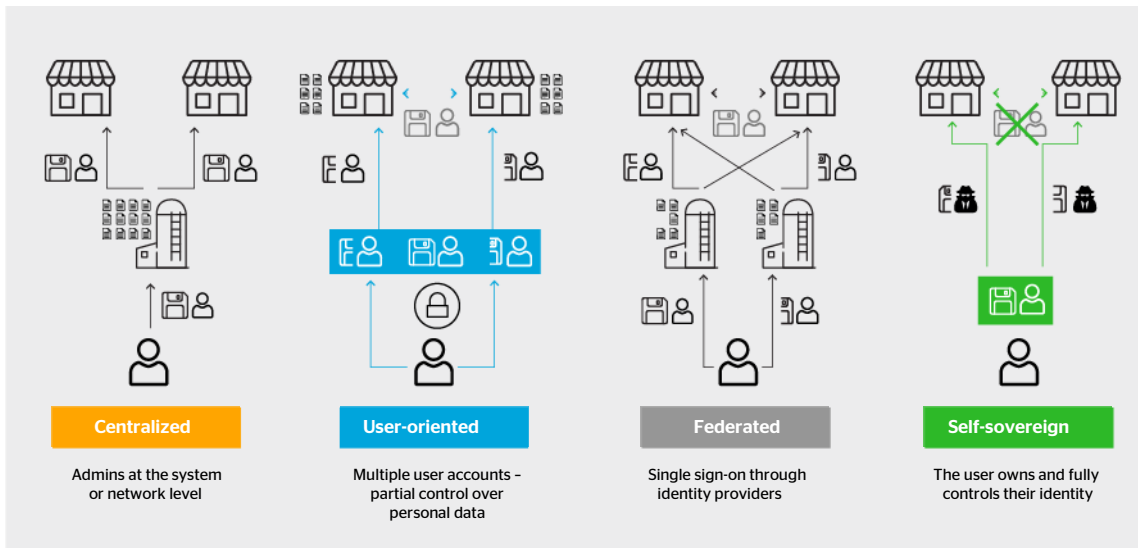 Centralized
Admins at the system
or network level
User-oriented
Multiple user accounts –
partial control over
personal data
Federated
Single sign-on through
identity providers
Self-sovereign
The user owns and fully
controls their identity